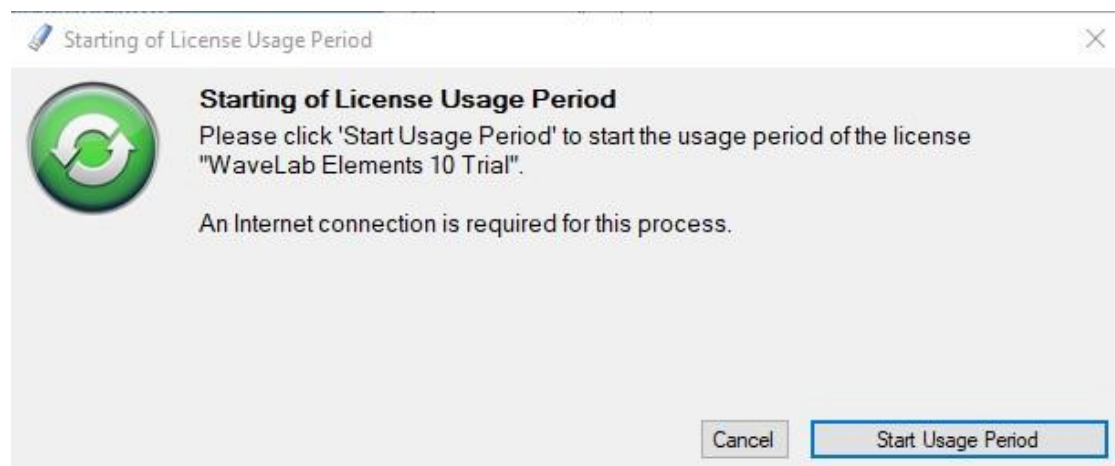 Starting of License Usage Period
Starting of License Usage Period
Please click 'Start Usage Period' to start the usage period of the license
"WaveLab Elements 10 Trial".
An Internet connection is required for this process.
Cancel
Start Usage Period